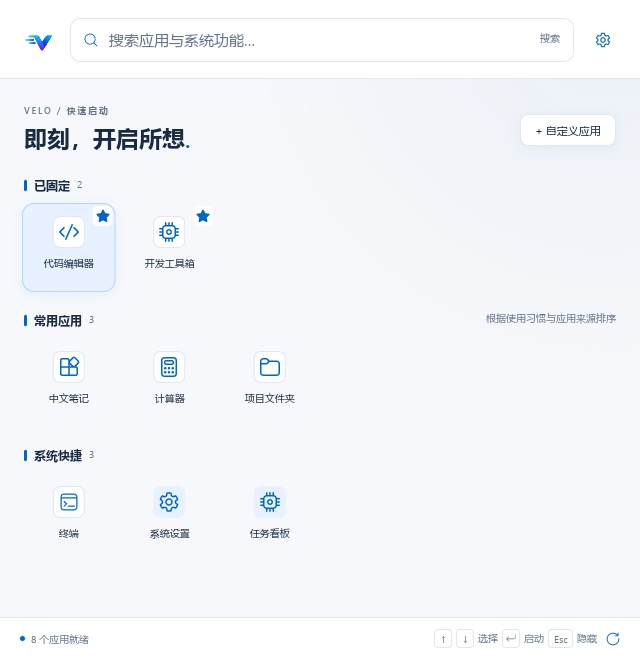 搜索应用与系统功能... 搜索
VELO / 快速启动
即刻，开启所想.
+ 自定义应用
已固定 2
代码编辑器 开发工具箱
常用应用 3 根据使用习惯与应用来源排序
中文笔记 计算器 项目文件夹
系统快捷 3
终端 系统设置 任务看板
8 个应用就绪 ↑ ↓ 选择 ↵ 启动 Esc 隐藏